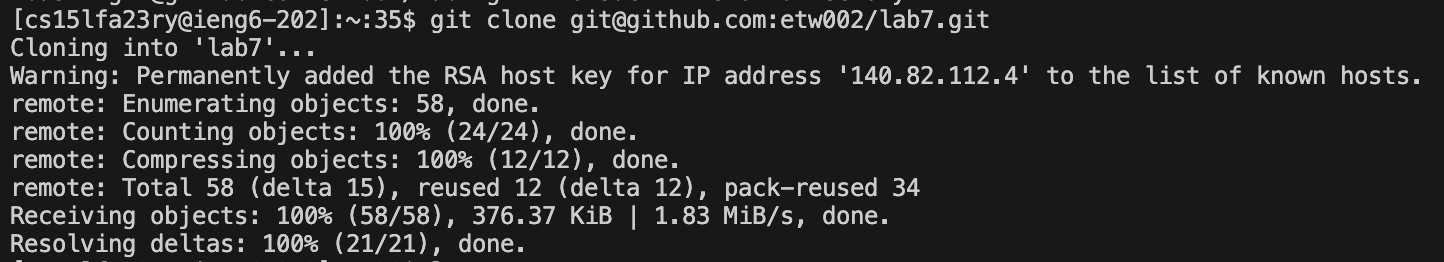 [cs15lfa23ry@ieng6-202]:~:35$ git clone git@github.com:etw002/lab7.git
Cloning into 'lab7'...
Warning: Permanently added the RSA host key for IP address '140.82.112.4' to the list of known hosts.
remote: Enumerating objects: 58, done.
remote: Counting objects: 100% (24/24), done.
remote: Compressing objects: 100% (12/12), done.
remote: Total 58 (delta 15), reused 12 (delta 12), pack-reused 34
Receiving objects: 100% (58/58), 376.37 KiB | 1.83 MiB/s, done.
Resolving deltas: 100% (21/21), done.